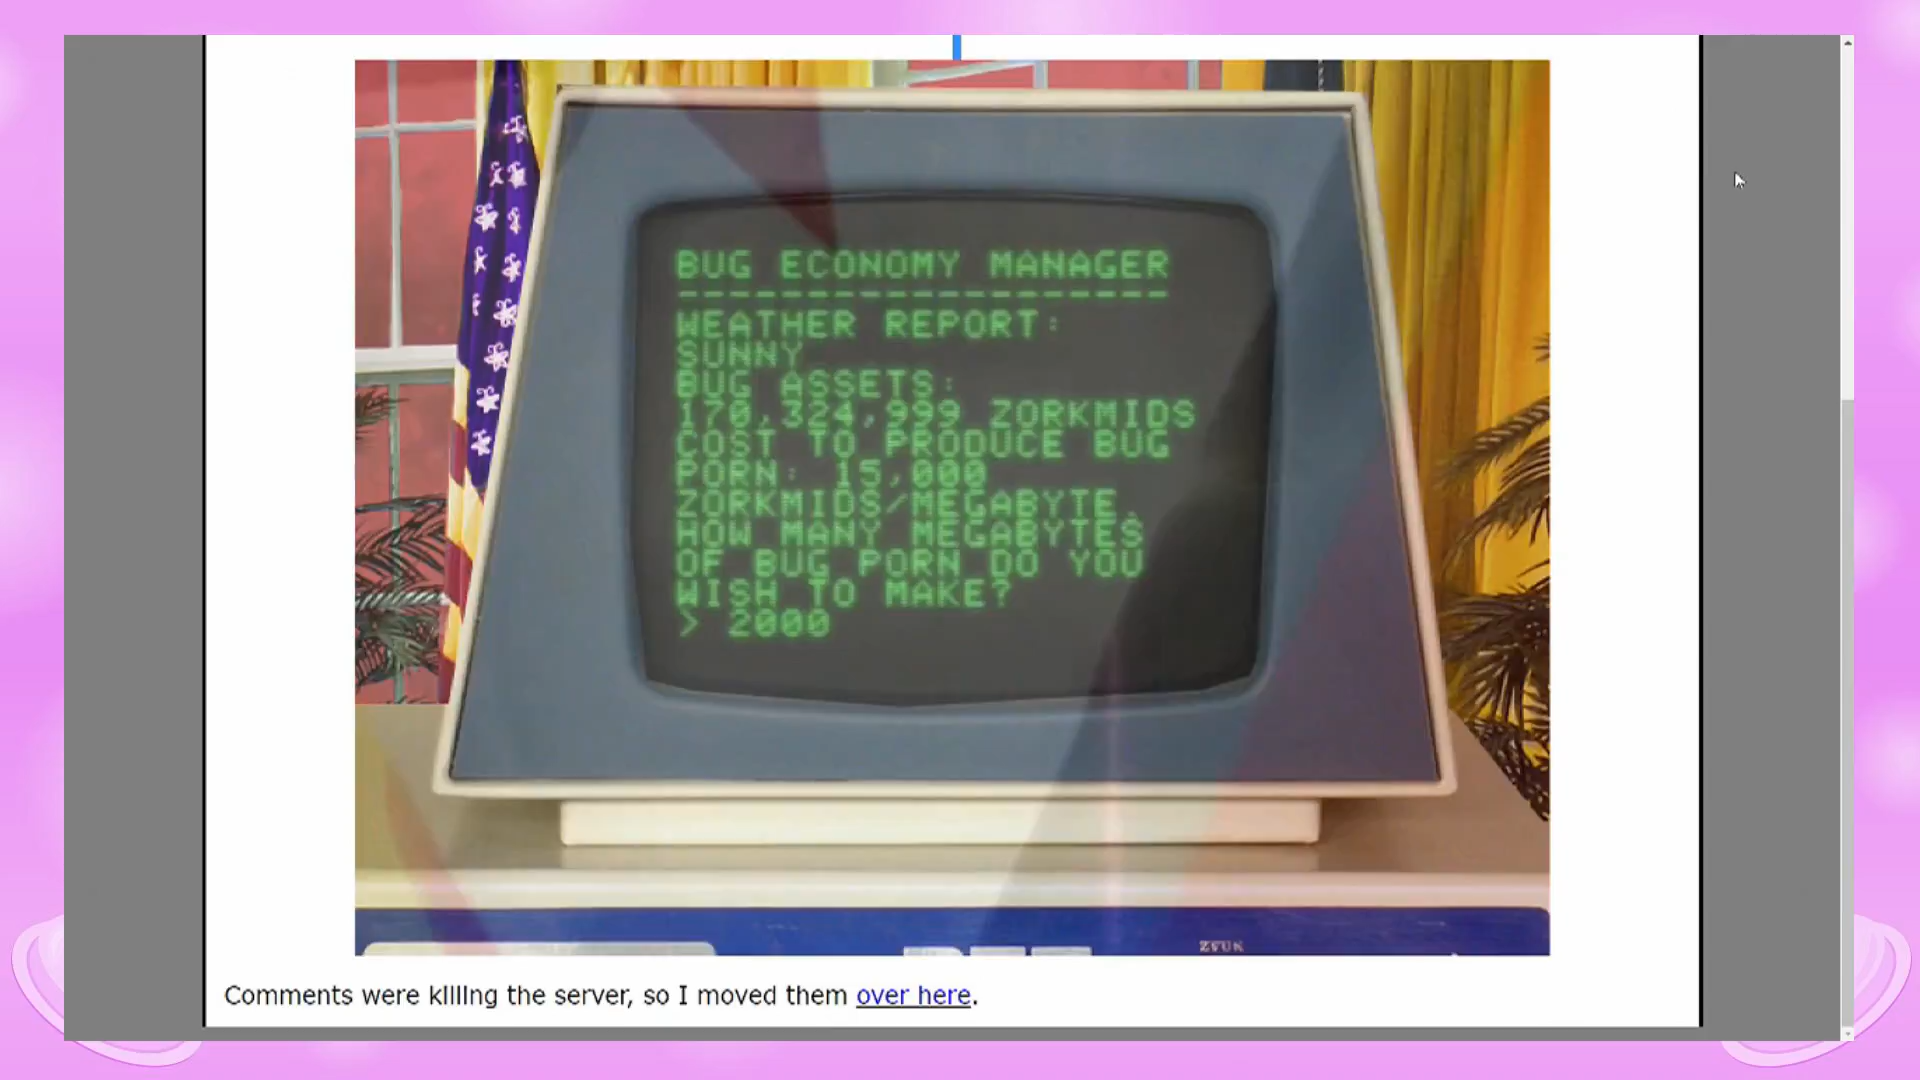 BUG ECONOMY MANAGER
-------------------
WEATHER REPORT:
SUNNY
BUG ASSETS:
170,324,999 ZORKMIDS
COST TO PRODUCE BUG
PORN: 15,000
ZORKMIDS/MEGABYTE.
HOW MANY MEGABYTES
OF BUG PORN DO YOU
WISH TO MAKE?
> 2000
Comments were killing the server, so I moved them over here.